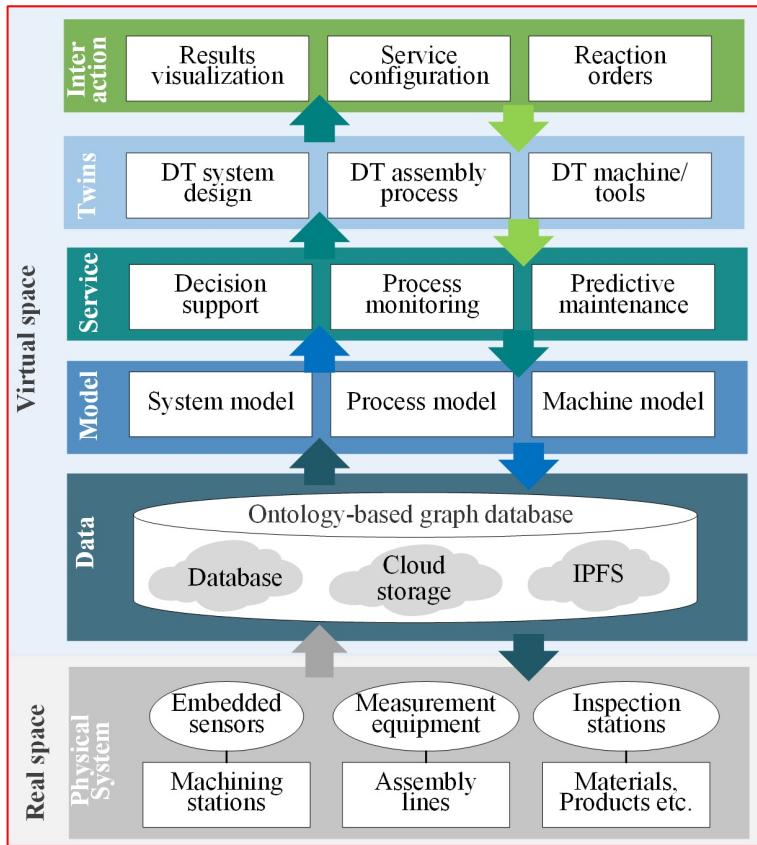 Virtual space
Inter
action
Results
visualization
Service
configuration
Reaction
orders
Twins
DT system
design
DT assembly
process
DT machine/
tools
Service
Decision
support
Process
monitoring
Predictive
maintenance
Model
System model
Process model
Machine model
Data
Ontology-based graph database
Database
Cloud
storage
IPFS
Real space
Physical
System
Embedded
sensors
Measurement
equipment
Inspection
stations
Machining
stations
Assembly
lines
Materials,
Products etc.